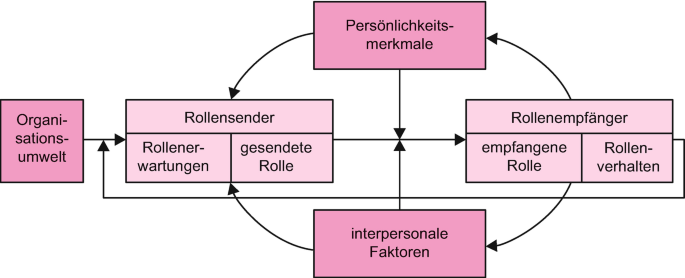 Persönlichkeits-
merkmale
Organi-
sations-
umwelt
Rollensender
Rollener-
wartungen
gesendete
Rolle
Rollenempfänger
empfangene
Rolle
Rollen-
verhalten
interpersonale
Faktoren